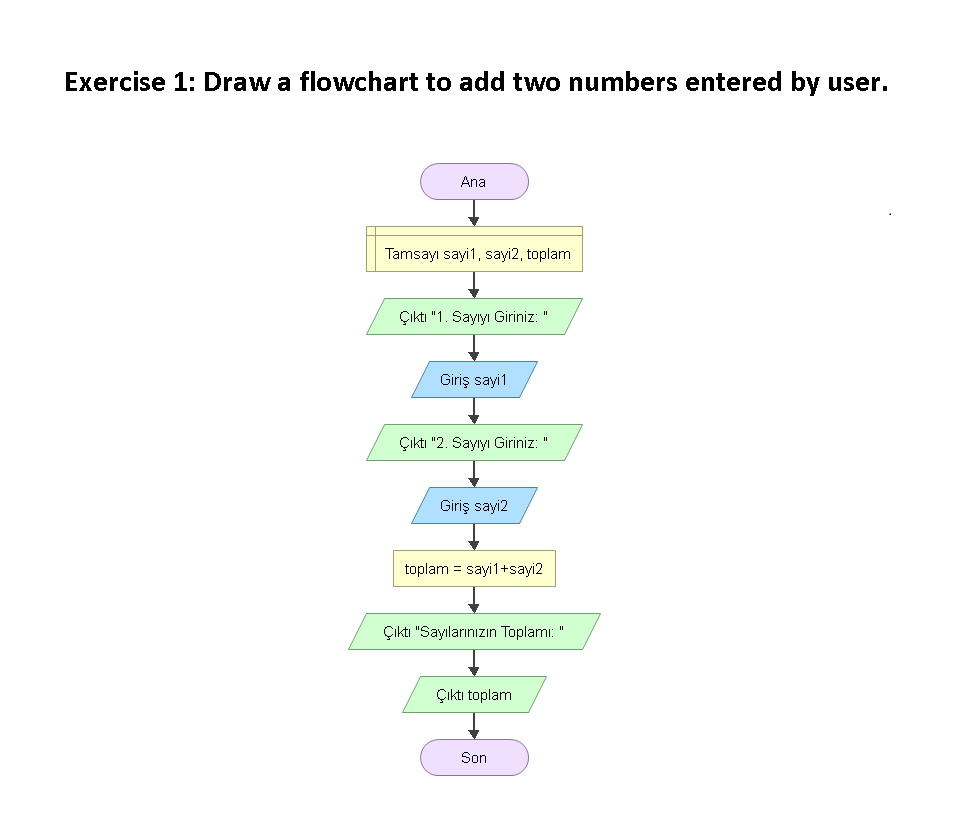 Exercise 1: Draw a flowchart to add two numbers entered by user.
Ana
Tamsayı sayi1, sayi2, toplam
Çıktı "1. Sayıyı Giriniz: "
Giriş sayi1
Çıktı "2. Sayıyı Giriniz: "
Giriş sayi2
toplam = sayi1+sayi2
Çıktı "Sayılarınızın Toplamı: "
Çıktı toplam
Son